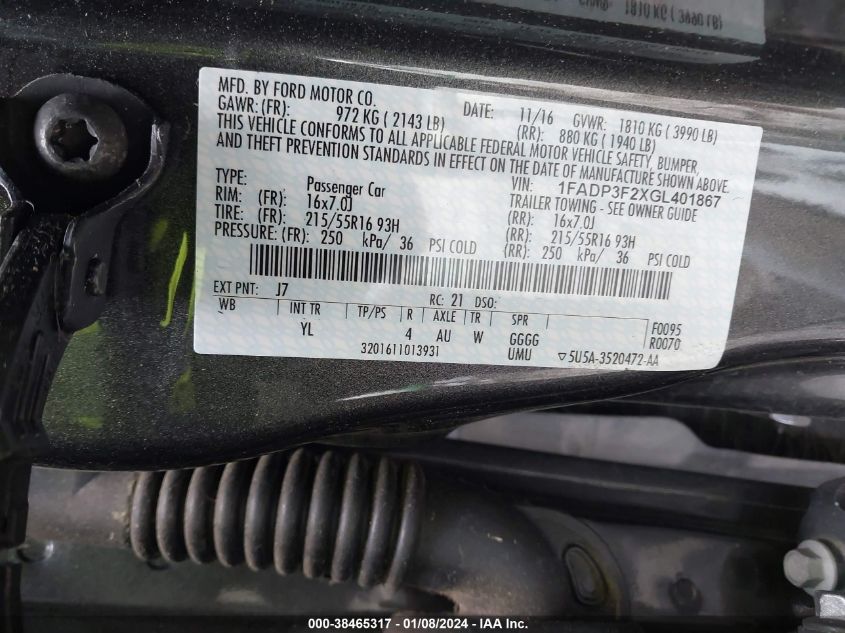 1810 KG ( 3990 LB)
MFD. BY FORD MOTOR CO.
DATE: 11/16 GVWR: 1810 KG ( 3990 LB)
GAWR:(FR): 972 KG ( 2143 LB) (RR): 880 KG ( 1940 LB)
THIS VEHICLE CONFORMS TO ALL APPLICABLE FEDERAL MOTOR VEHICLE SAFETY, BUMPER,
AND THEFT PREVENTION STANDARDS IN EFFECT ON THE DATE OF MANUFACTURE SHOWN ABOVE.
VIN: 1FADP3F2XGL401867
TYPE: Passenger Car TRAILER TOWING - SEE OWNER GUIDE
RIM: (FR): 16x7.0J (RR): 16x7.0J
TIRE: (FR): 215/55R16 93H (RR): 215/55R16 93H
PRESSURE: (FR): 250 kPa/ 36 PSI COLD (RR): 250 kPa/ 36 PSI COLD
EXT PNT: J7 RC: 21 DSO:
WB INT TR TP/PS R AXLE TR SPR F0095
YL 4 AU W GGGG R0070
3201611013931 UMU ▽5U5A-3520472-AA
000-38465317 - 01/08/2024 - IAA Inc.